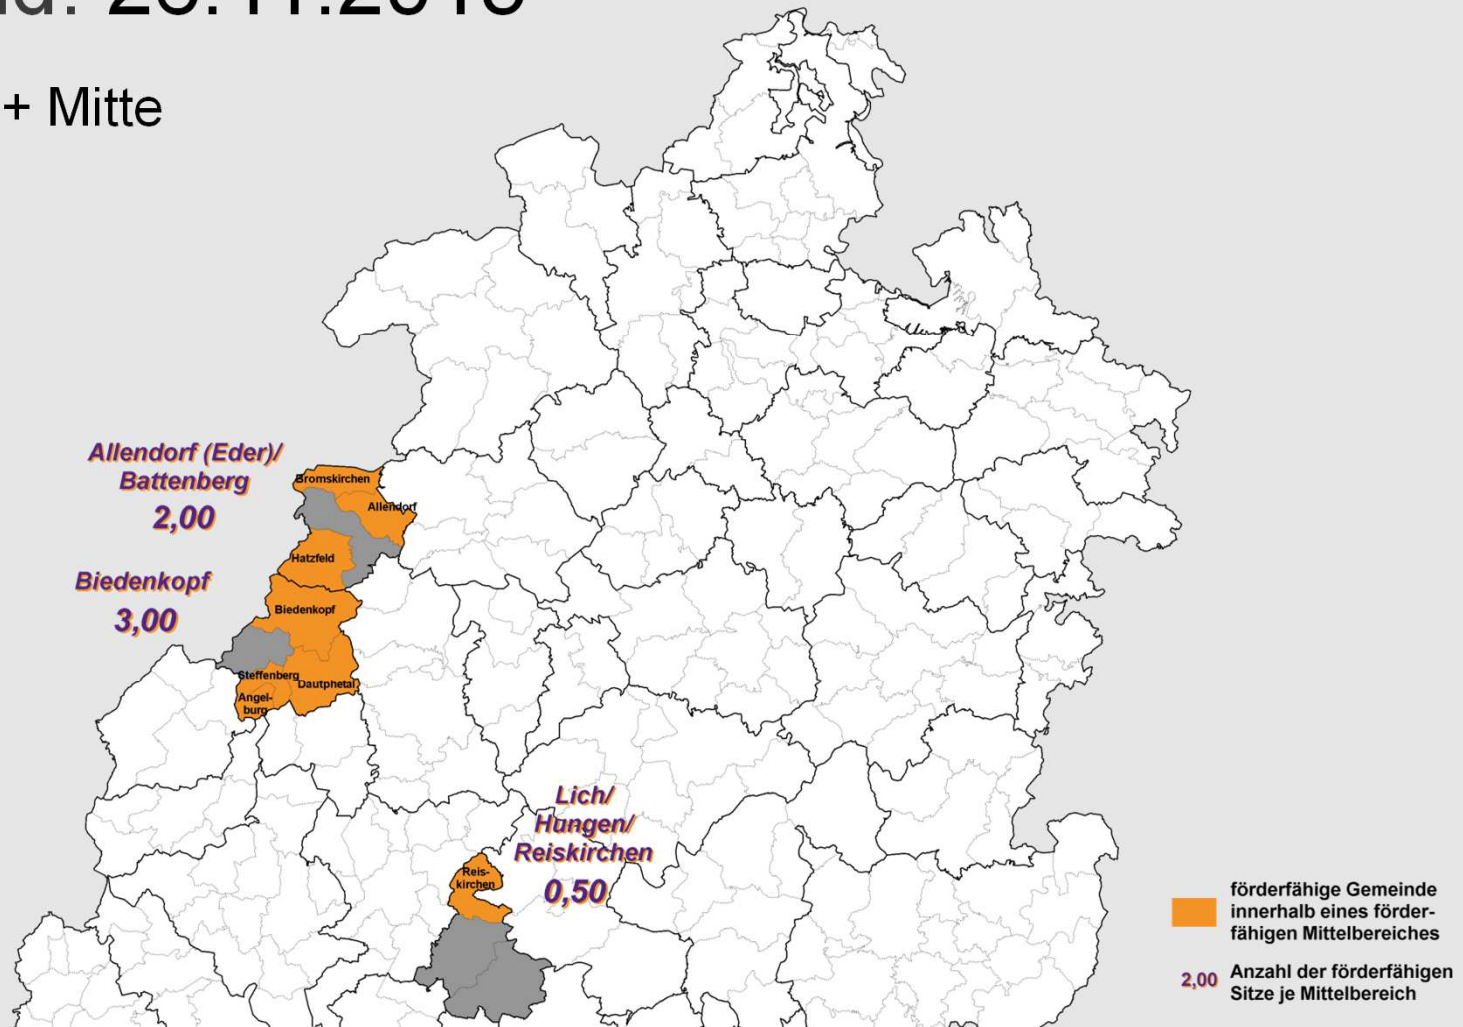 + Mitte
Allendorf (Eder)/
Battenberg
2,00
Bromskirchen
Allendorf
Hatzfeld
Biedenkopf
3,00
Biedenkopf
Steffenberg
Dautphetal
Angel-
burg
Lich/
Hungen/
Reiskirchen
0,50
Reis-
kirchen
förderfähige Gemeinde
innerhalb eines förder-
fähigen Mittelbereiches
2,00 Anzahl der förderfähigen
Sitze je Mittelbereich